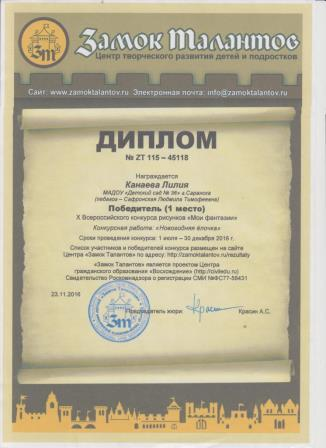 Замок Талантов
Центр творческого развития детей и подростков
Сайт: www.zamoktalantov.ru Электронная почта: info@zamoktalantov.ru
ДИПЛОМ
№ ZT 115 – 45118
Награждается
Канаева Лилия
МАДОУ «Детский сад № 96» г.Саранска
(педагог – Сафронская Людмила Тимофеевна)
Победитель (1 место)
X Всероссийского конкурса рисунков «Мои фантазии»
Конкурсная работа: «Новогодняя ёлочка»
Сроки проведения конкурса: 1 июля – 30 декабря 2016 г.
Список участников и победителей конкурса размещен на сайте
Центра «Замок Талантов» по адресу: http://zamoktalantov.ru/rezultaty
«Замок Талантов» является проектом Центра
гражданского образования «Восхождение» (http://civiledu.ru)
Свидетельство Роскомнадзора о регистрации СМИ №ФС77-58431
23.11.2016
Председатель жюри: Красин А.С.